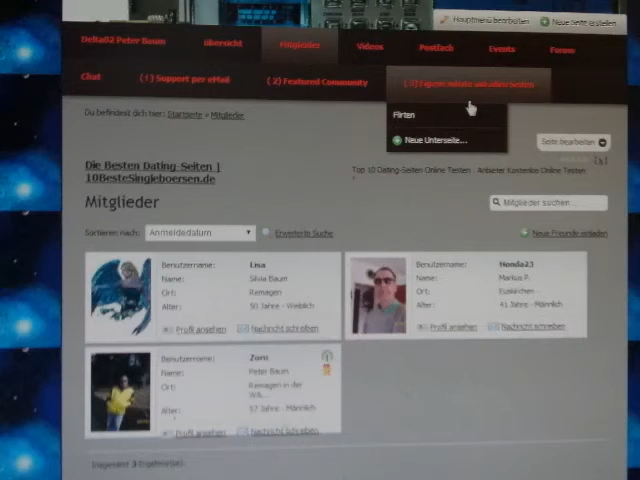 Hauptmenü bearbeiten
Neue Seite erstellen
Delta02 Peter Baum
übersicht
Mitglieder
Videos
Postfach
Events
Forum
Chat
( 1) Support per eMail
( 2) Featured Community
Flirten
Neue Unterseite...
Du befindest dich hier: Startseite » Mitglieder
Seite bearbeiten
Die Besten Dating-Seiten |
10BesteSingleboersen.de
Top 10 Dating-Seiten Online Testen . Anbieter Kostenlos Online Testen
Mitglieder
Mitglieder suchen...
Sortieren nach:
Anmeldedatum
Erweiterte Suche
Neue Freunde einladen
Benutzername: Lisa
Name: Silvia Baum
Ort: Remagen
Alter: 50 Jahre - Weiblich
Profil ansehen
Nachricht schreiben
Benutzername: Honda23
Name: Markus P.
Ort: Euskirchen
Alter: 41 Jahre - Männlich
Profil ansehen
Nachricht schreiben
Benutzername: Zorn
Name: Peter Baum
Ort: Remagen in der
Alter: 57 Jahre - Männlich
Profil ansehen
Nachricht schreiben
Insgesamt 3 Ergebnis(se).